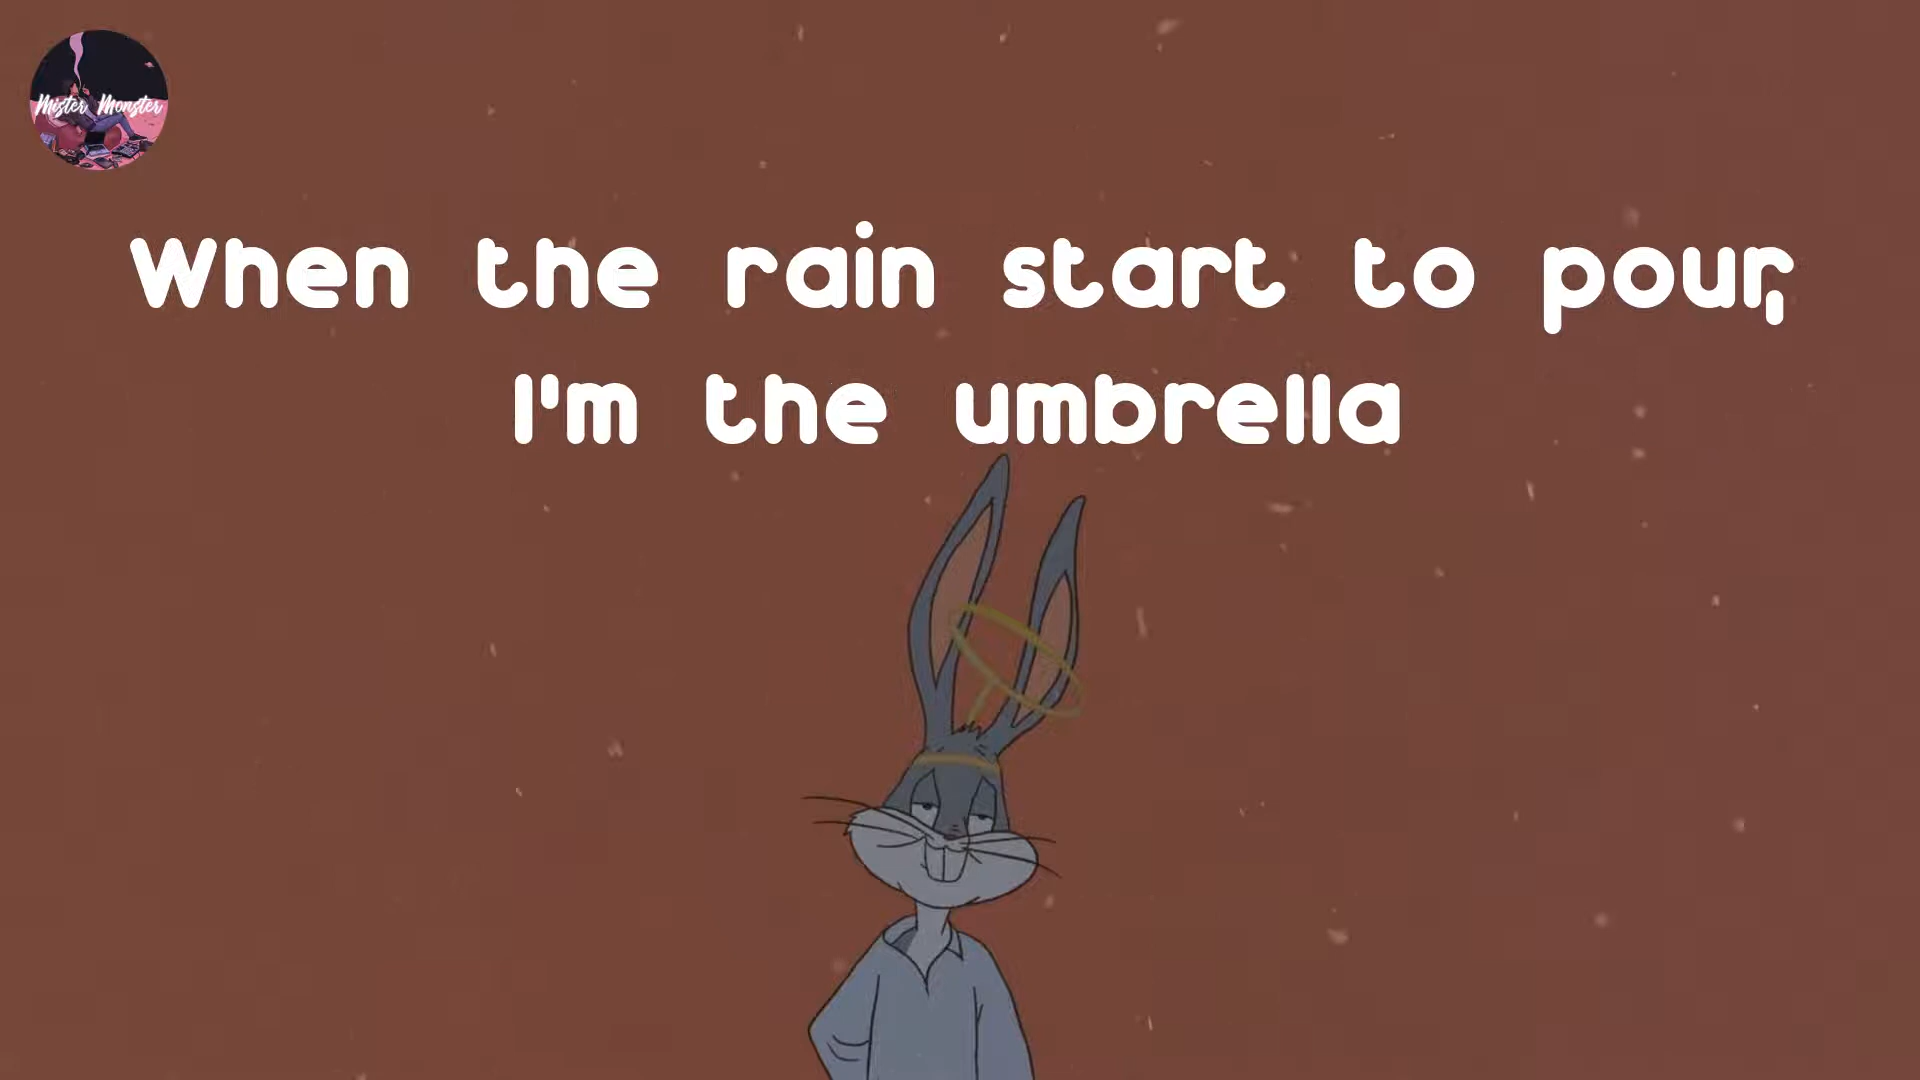 Mister Monster
When the rain start to pour,
I'm the umbrella